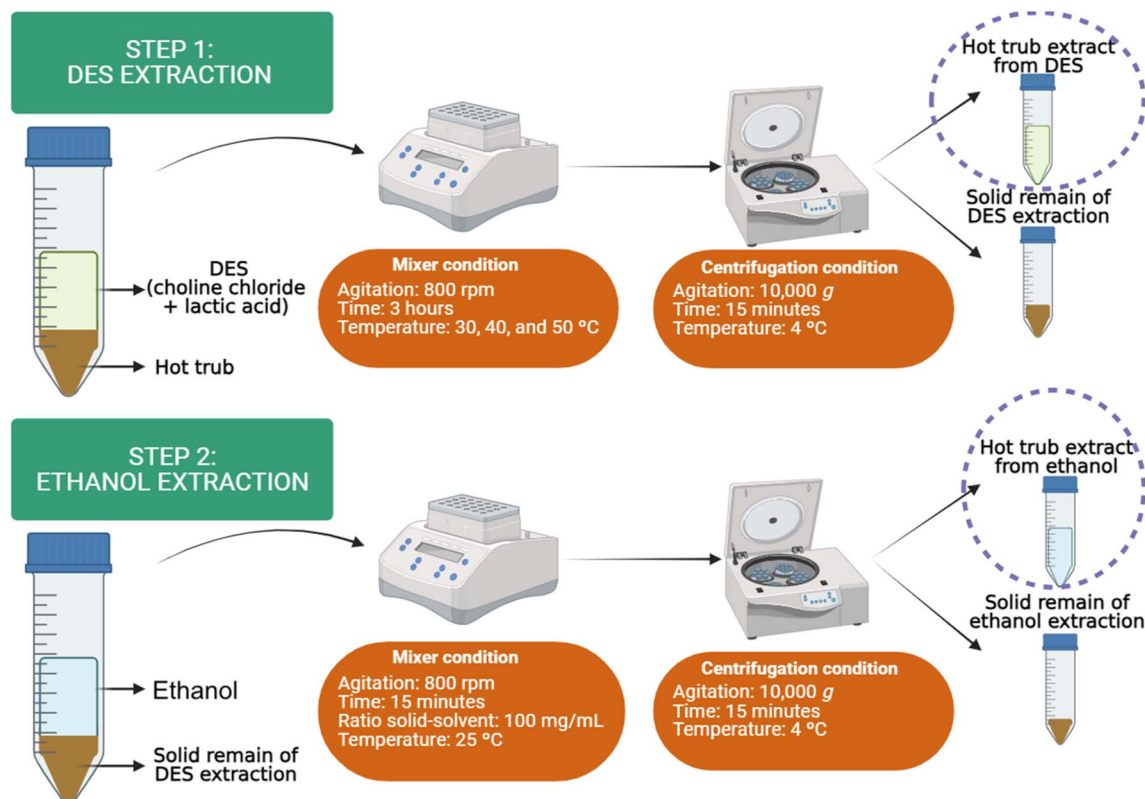 STEP 1:
DES EXTRACTION
Hot trub extract
from DES
Solid remain of
DES extraction
DES
(choline chloride
+ lactic acid)
Hot trub
Mixer condition
Agitation: 800 rpm
Time: 3 hours
Temperature: 30, 40, and 50 ºC
Centrifugation condition
Agitation: 10,000 g
Time: 15 minutes
Temperature: 4 ºC
STEP 2:
ETHANOL EXTRACTION
Hot trub extract
from ethanol
Solid remain of
ethanol extraction
Ethanol
Solid remain of
DES extraction
Mixer condition
Agitation: 800 rpm
Time: 15 minutes
Ratio solid-solvent: 100 mg/mL
Temperature: 25 ºC
Centrifugation condition
Agitation: 10,000 g
Time: 15 minutes
Temperature: 4 ºC